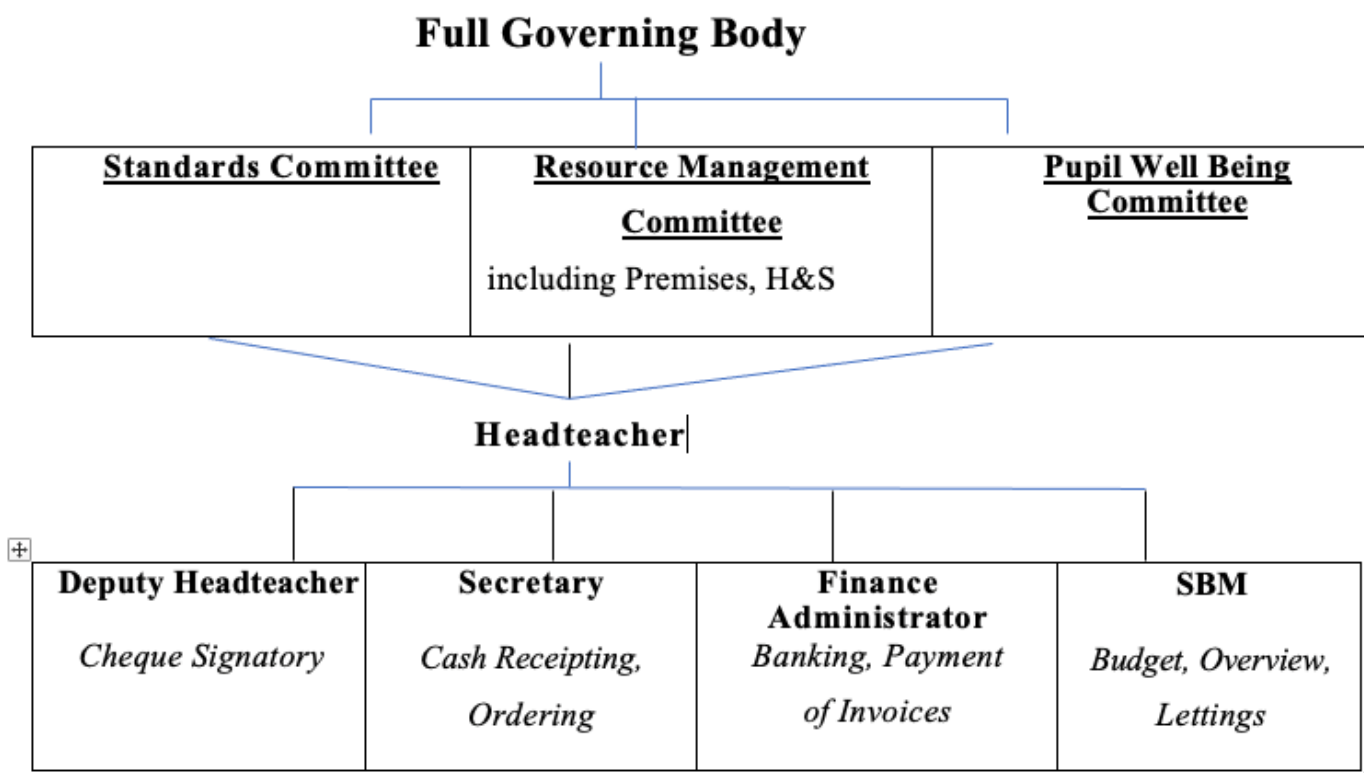 Full Governing Body
Standards Committee
Resource Management
Committee
including Premises, H&S
Pupil Well Being
Committee
Headteacher
Deputy Headteacher
Cheque Signatory
Secretary
Cash Receipting,
Ordering
Finance
Administrator
Banking, Payment
of Invoices
SBM
Budget, Overview,
Lettings